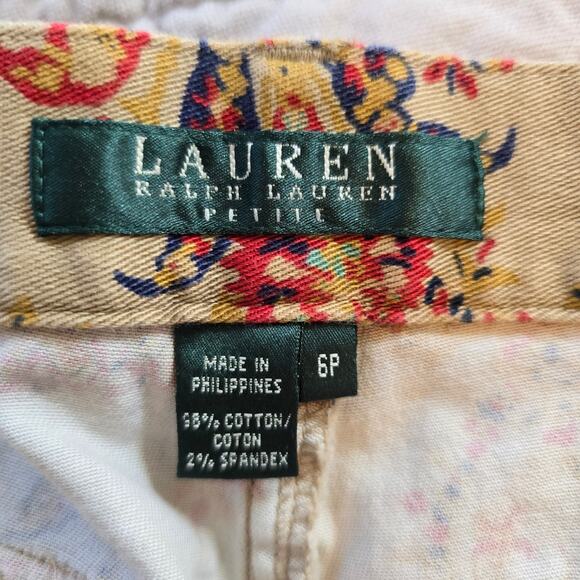 LAUREN
RALPH LAUREN
PETITE
MADE IN
PHILIPPINES
6P
98% COTTON/
COTON
2% SPANDEX